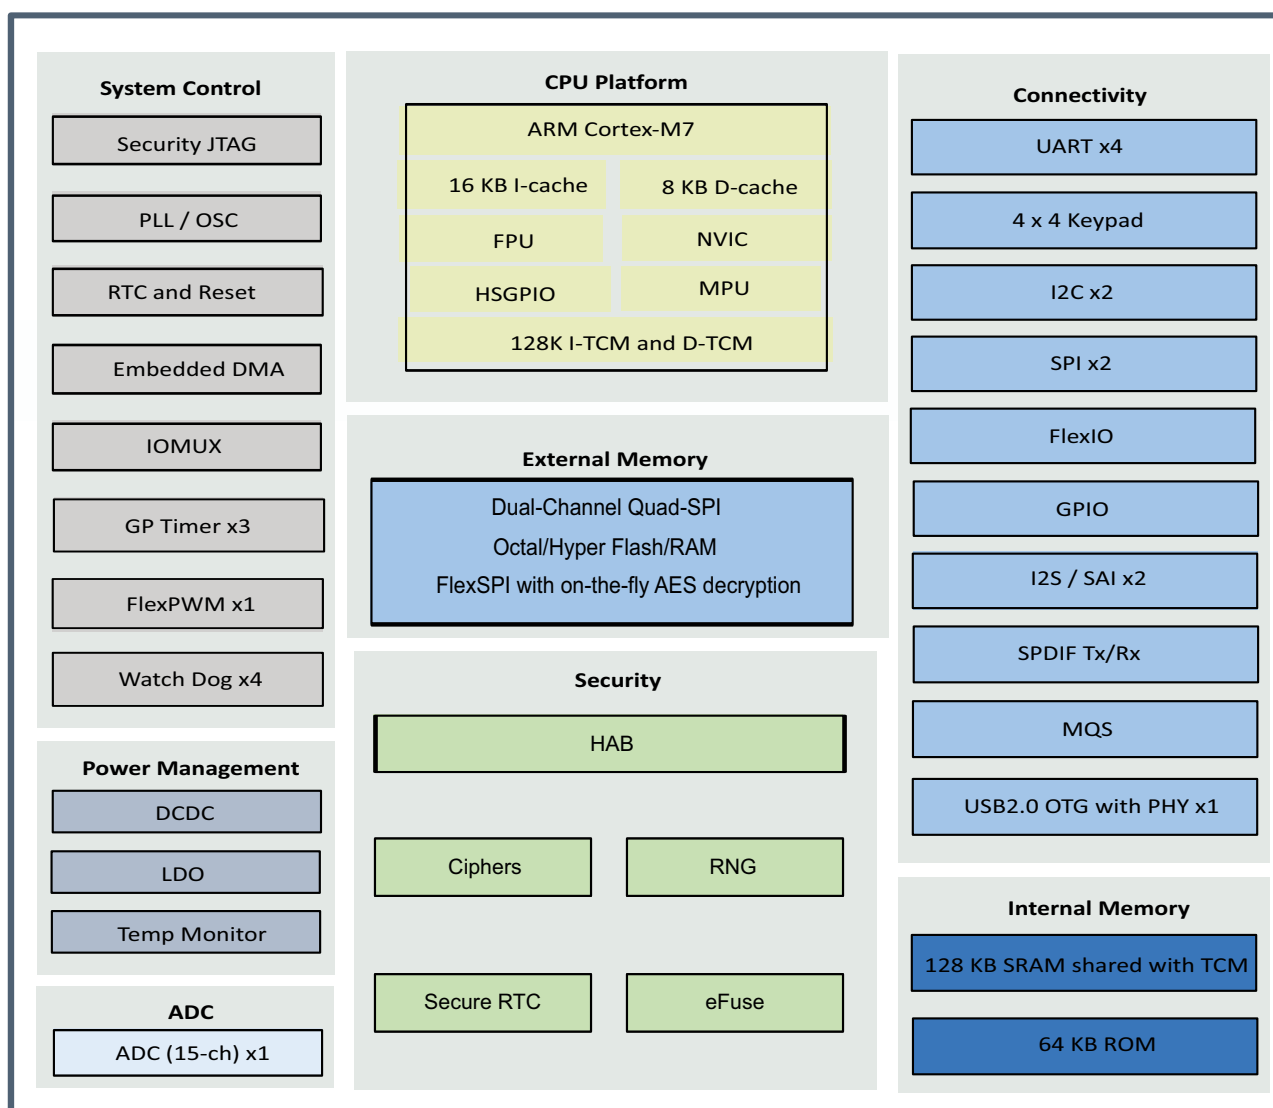 System Control
Security JTAG
PLL / OSC
RTC and Reset
Embedded DMA
IOMUX
GP Timer x3
FlexPWM x1
Watch Dog x4
Power Management
DCDC
LDO
Temp Monitor
ADC
ADC (15-ch) x1
CPU Platform
ARM Cortex-M7
16 KB I-cache
8 KB D-cache
FPU
NVIC
HSGPIO
MPU
128K I-TCM and D-TCM
External Memory
Dual-Channel Quad-SPI
Octal/Hyper Flash/RAM
FlexSPI with on-the-fly AES decryption
Security
HAB
Ciphers
RNG
Secure RTC
eFuse
Connectivity
UART x4
4 x 4 Keypad
I2C x2
SPI x2
FlexIO
GPIO
I2S / SAI x2
SPDIF Tx/Rx
MQS
USB2.0 OTG with PHY x1
Internal Memory
128 KB SRAM shared with TCM
64 KB ROM